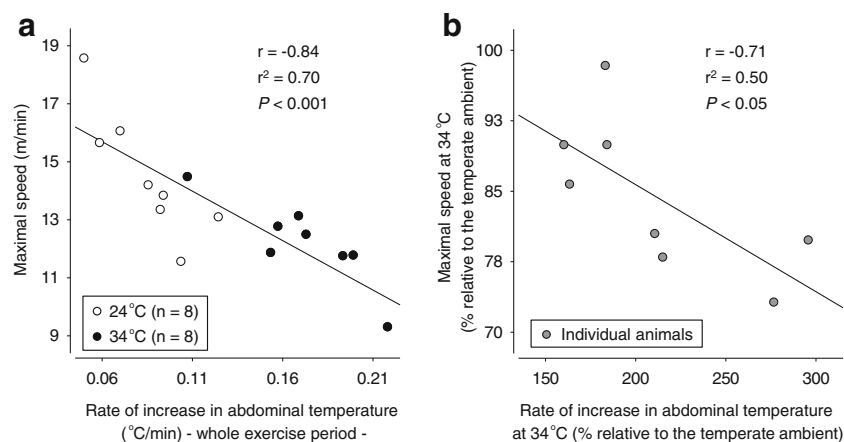 a
19
17
15
13
11
9
Maximal speed (m/min)
r = -0.84
r² = 0.70
P < 0.001
24°C (n = 8)
34°C (n = 8)
0.06 0.11 0.16 0.21
Rate of increase in abdominal temperature
(°C/min) - whole exercise period -
b
100
93
85
78
70
Maximal speed at 34°C
(% relative to the temperate ambient)
r = -0.71
r² = 0.50
P < 0.05
Individual animals
150 200 250 300
Rate of increase in abdominal temperature
at 34°C (% relative to the temperate ambient)